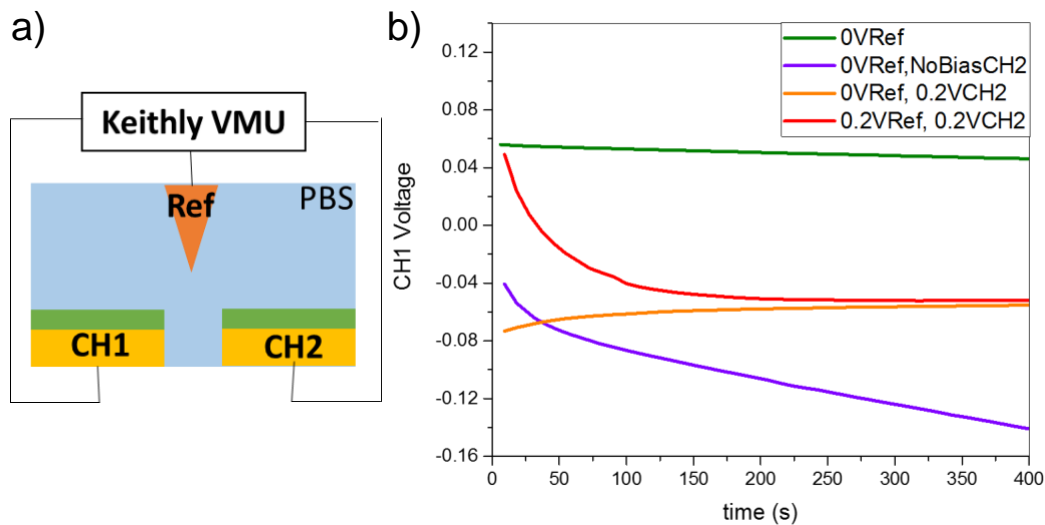 a)
Keithly VMU
Ref
PBS
CH1
CH2
b)
0VRef
0VRef,NoBiasCH2
0VRef, 0.2VCH2
0.2VRef, 0.2VCH2
CH1 Voltage
0.12
0.08
0.04
0.00
-0.04
-0.08
-0.12
-0.16
0 50 100 150 200 250 300 350 400
time (s)